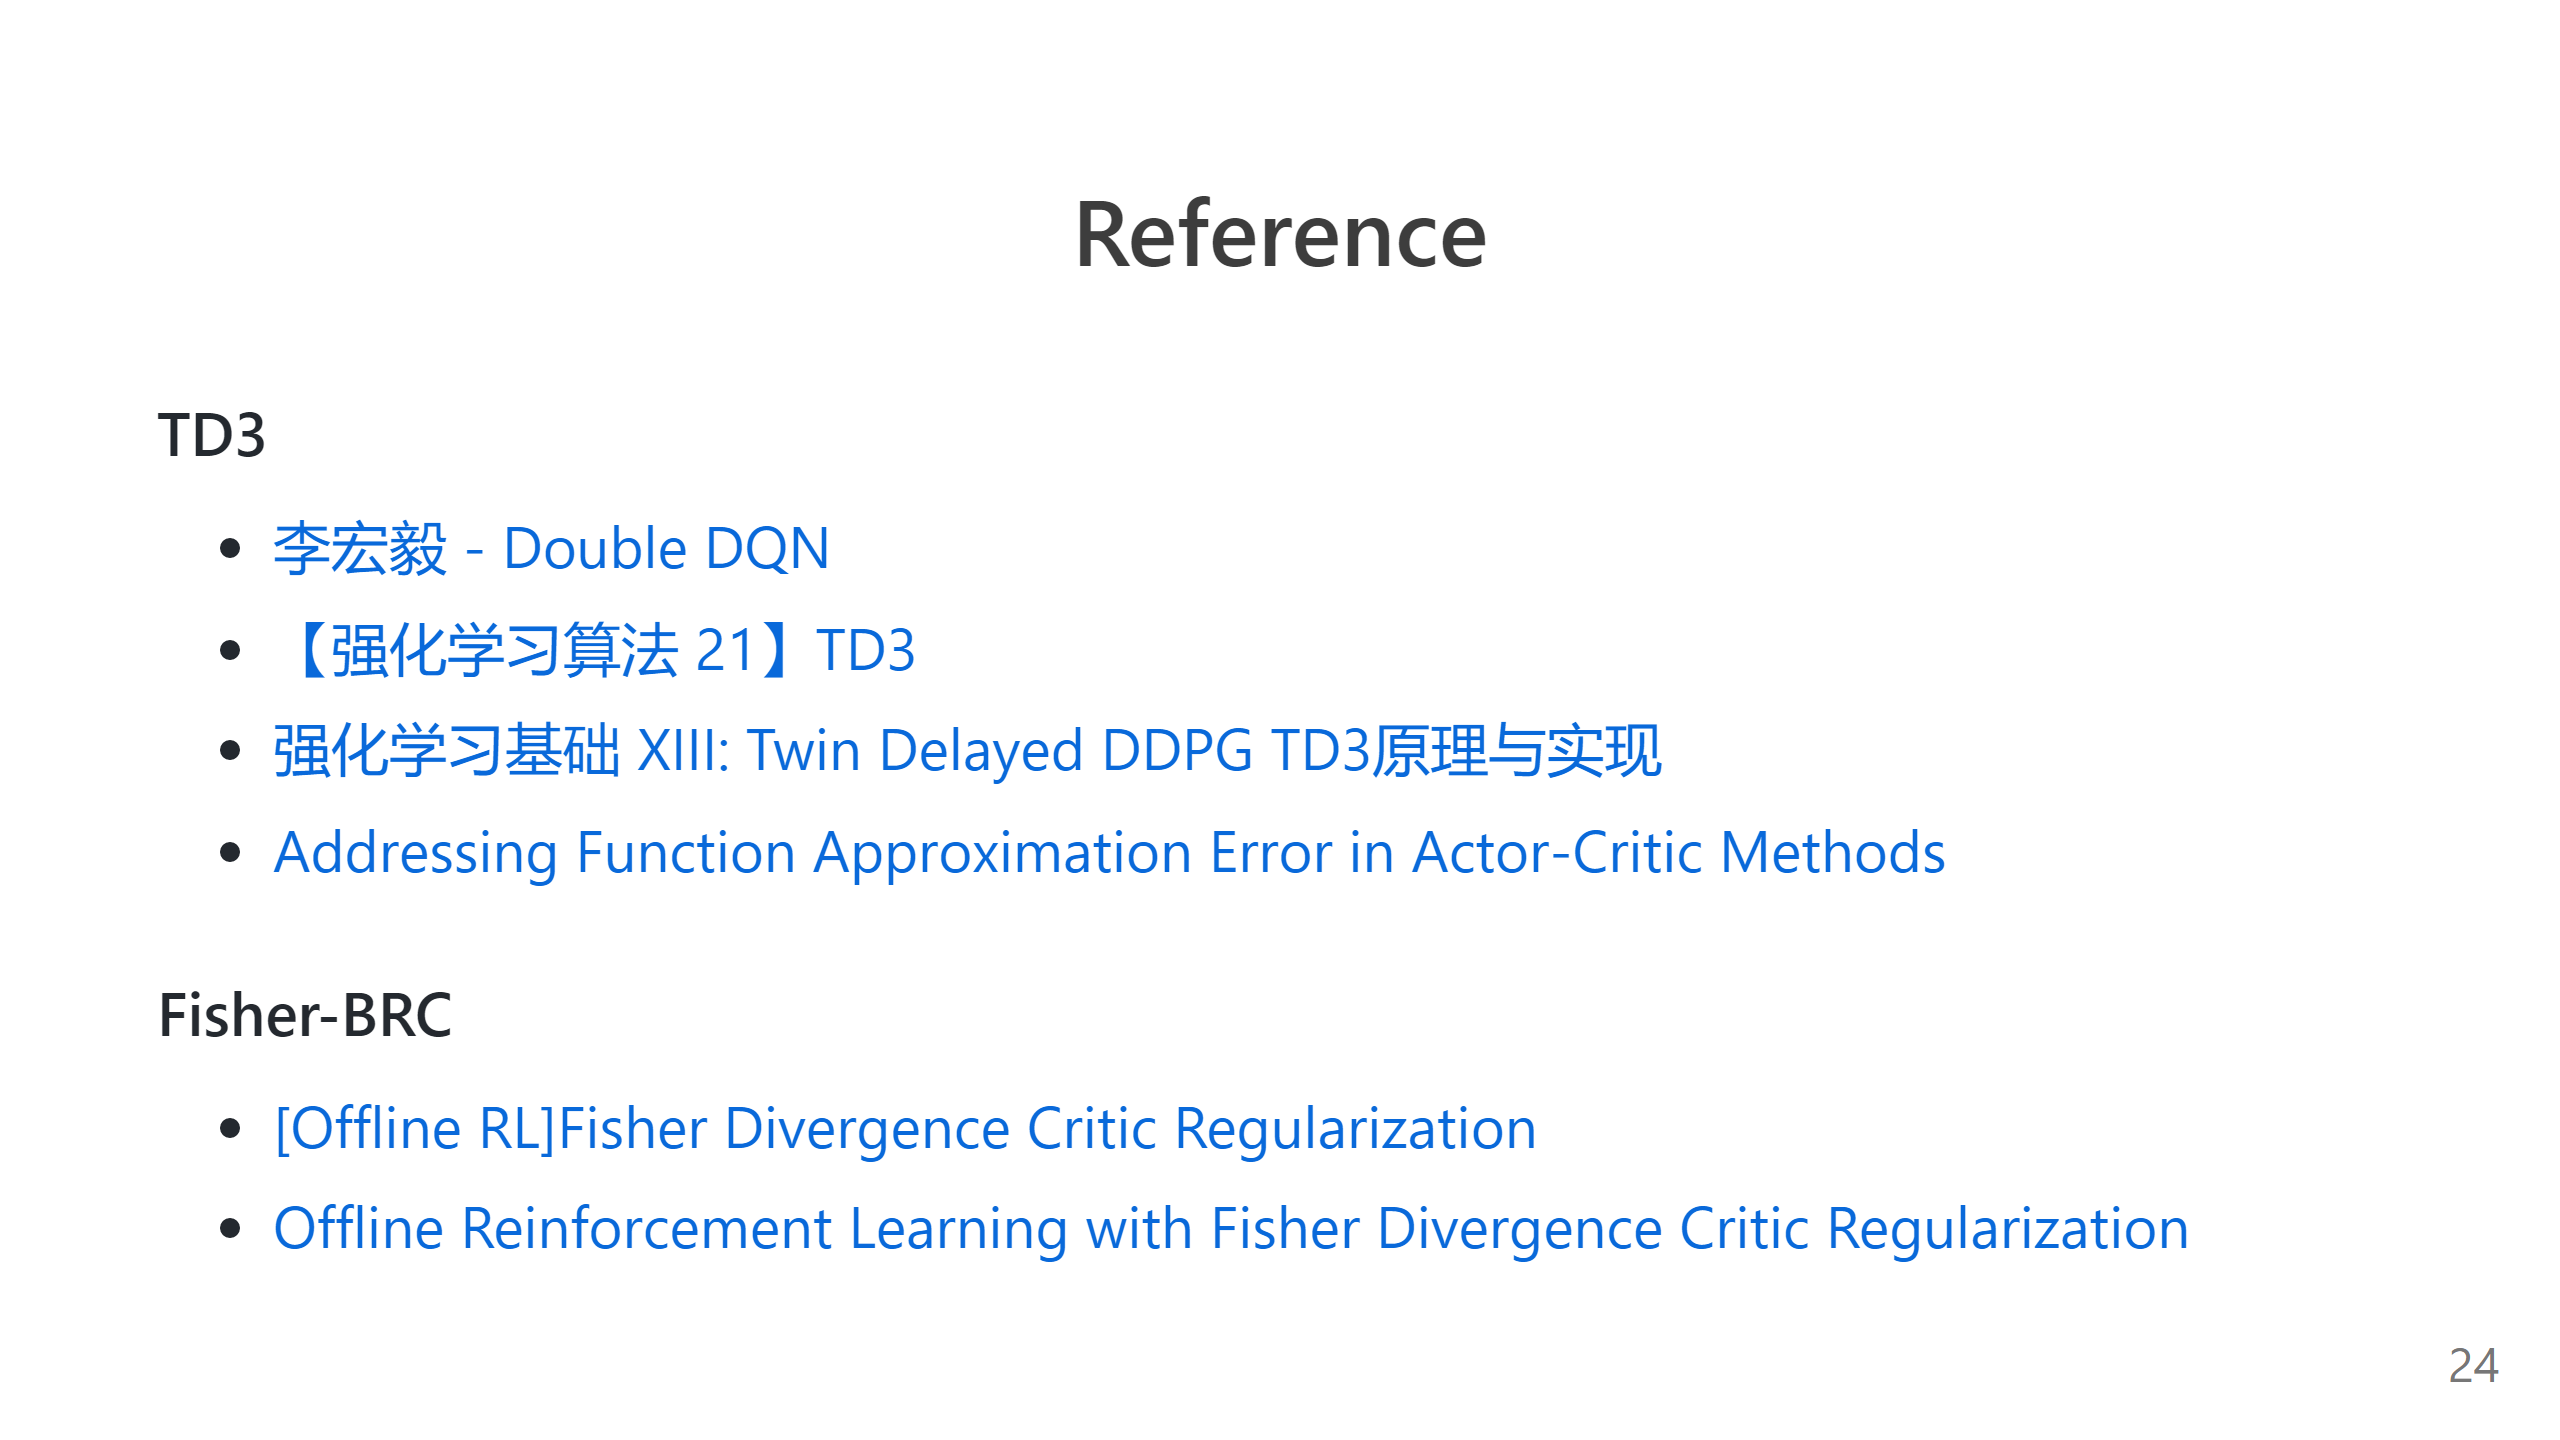 Reference
TD3
李宏毅 - Double DQN
【强化学习算法 21】TD3
强化学习基础 XIII: Twin Delayed DDPG TD3原理与实现
Addressing Function Approximation Error in Actor-Critic Methods
Fisher-BRC
[Offline RL]Fisher Divergence Critic Regularization
Offline Reinforcement Learning with Fisher Divergence Critic Regularization
24